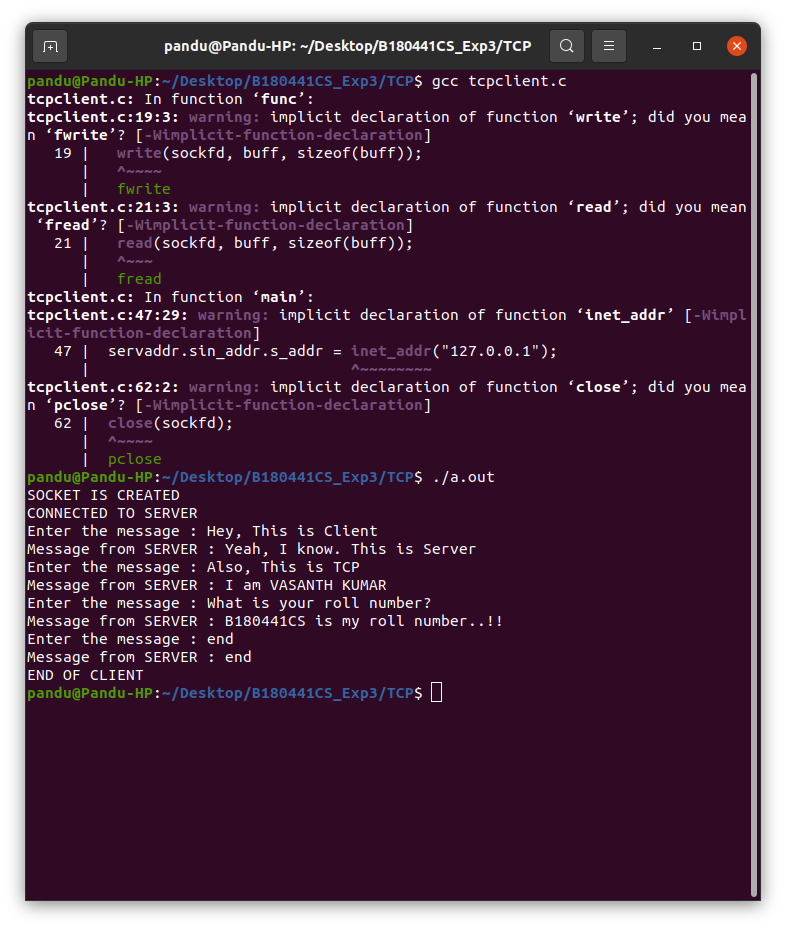 pandu@Pandu-HP: ~/Desktop/B180441CS_Exp3/TCP
pandu@Pandu-HP:~/Desktop/B180441CS_Exp3/TCP$ gcc tcpclient.c
tcpclient.c: In function ‘func’:
tcpclient.c:19:3: warning: implicit declaration of function ‘write’; did you mea
n ‘fwrite’? [-Wimplicit-function-declaration]
   19 |   write(sockfd, buff, sizeof(buff));
      |   ^~~~~
      |   fwrite
tcpclient.c:21:3: warning: implicit declaration of function ‘read’; did you mean
 ‘fread’? [-Wimplicit-function-declaration]
   21 |   read(sockfd, buff, sizeof(buff));
      |   ^~~~
      |   fread
tcpclient.c: In function ‘main’:
tcpclient.c:47:29: warning: implicit declaration of function ‘inet_addr’ [-Wimpl
icit-function-declaration]
   47 |  servaddr.sin_addr.s_addr = inet_addr("127.0.0.1");
      |                             ^~~~~~~~~
tcpclient.c:62:2: warning: implicit declaration of function ‘close’; did you mea
n ‘pclose’? [-Wimplicit-function-declaration]
   62 |  close(sockfd);
      |  ^~~~~
      |  pclose
pandu@Pandu-HP:~/Desktop/B180441CS_Exp3/TCP$ ./a.out
SOCKET IS CREATED
CONNECTED TO SERVER
Enter the message : Hey, This is Client
Message from SERVER : Yeah, I know. This is Server
Enter the message : Also, This is TCP
Message from SERVER : I am VASANTH KUMAR
Enter the message : What is your roll number?
Message from SERVER : B180441CS is my roll number..!!
Enter the message : end
Message from SERVER : end
END OF CLIENT
pandu@Pandu-HP:~/Desktop/B180441CS_Exp3/TCP$